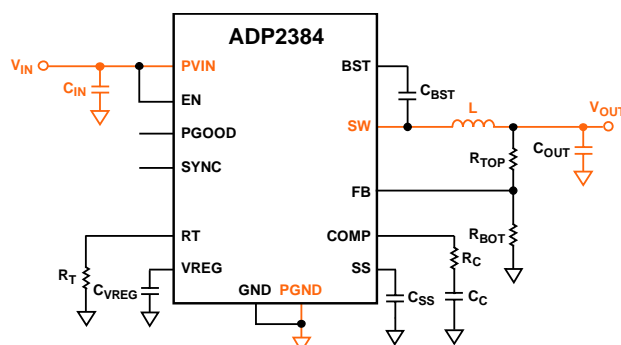 ADP2384
VIN
CIN
PVIN
EN
PGOOD
SYNC
RT
VREG
RT
CVREG
GND
PGND
BST
SW
FB
COMP
SS
CBST
L
VOUT
COUT
RTOP
RBOT
RC
CC
CSS